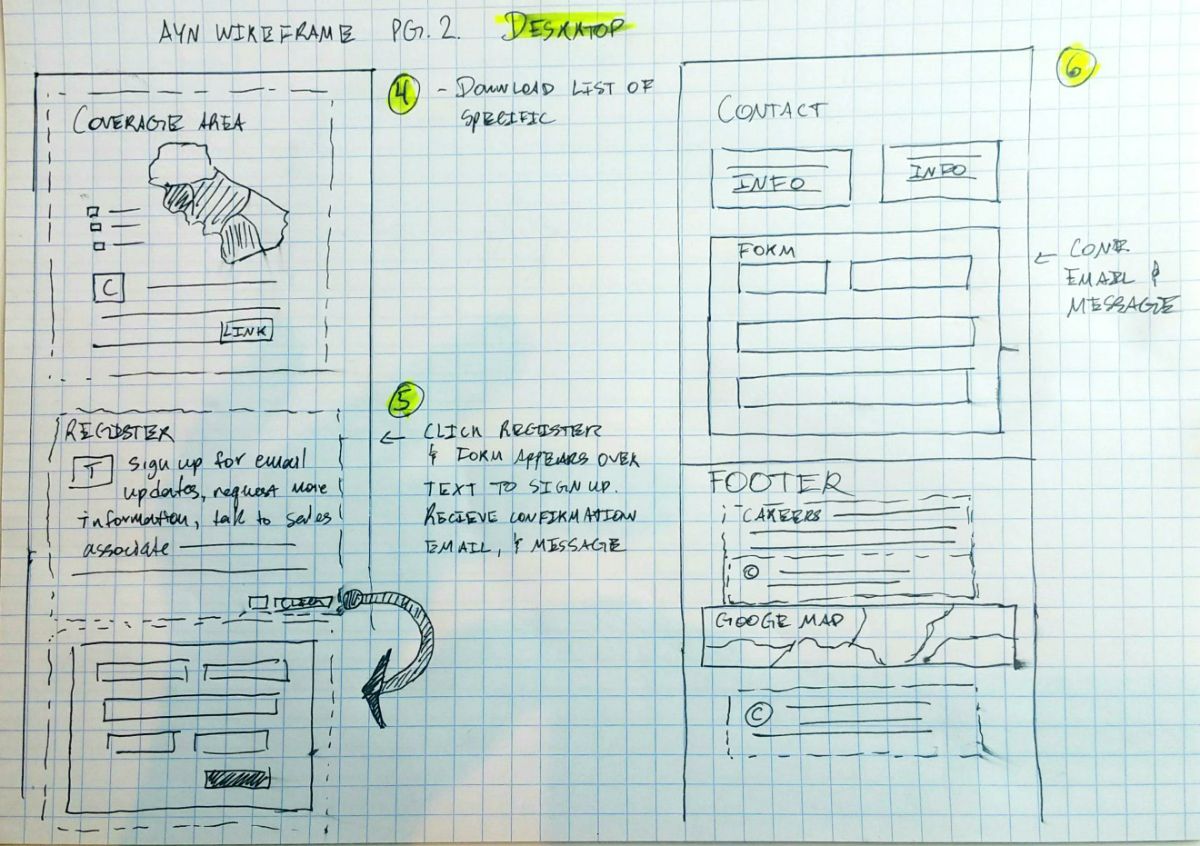 AYN WIREFRAME PG. 2. DESKTOP
COVERAGE AREA
C
LINK
4 - DOWNLOAD LIST OF
SPECIFIC
5
← CLICK REGISTER
& FORM APPEARS OVER
TEXT TO SIGN UP.
RECIEVE CONFIRMATION
EMAIL, & MESSAGE
REGISTER
T sign up for email
updates, request more
information, talk to sales
associate
6
CONTACT
INFO INFO
FORM
← CONF
EMAIL &
MESSAGE
FOOTER
CAREERS
©
GOOGE MAP
©